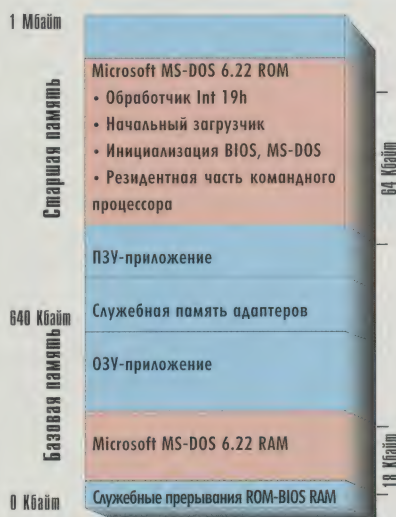 1 Мбайт
Старшая память
Microsoft MS-DOS 6.22 ROM
• Обработчик Int 19h
• Начальный загрузчик
• Инициализация BIOS, MS-DOS
• Резидентная часть командного
процессора
64 Кбайт
ПЗУ-приложение
640 Кбайт
Служебная память адаптеров
Базовая память
ОЗУ-приложение
Microsoft MS-DOS 6.22 RAM
18 Кбайт
0 Кбайт
Служебные прерывания ROM-BIOS RAM